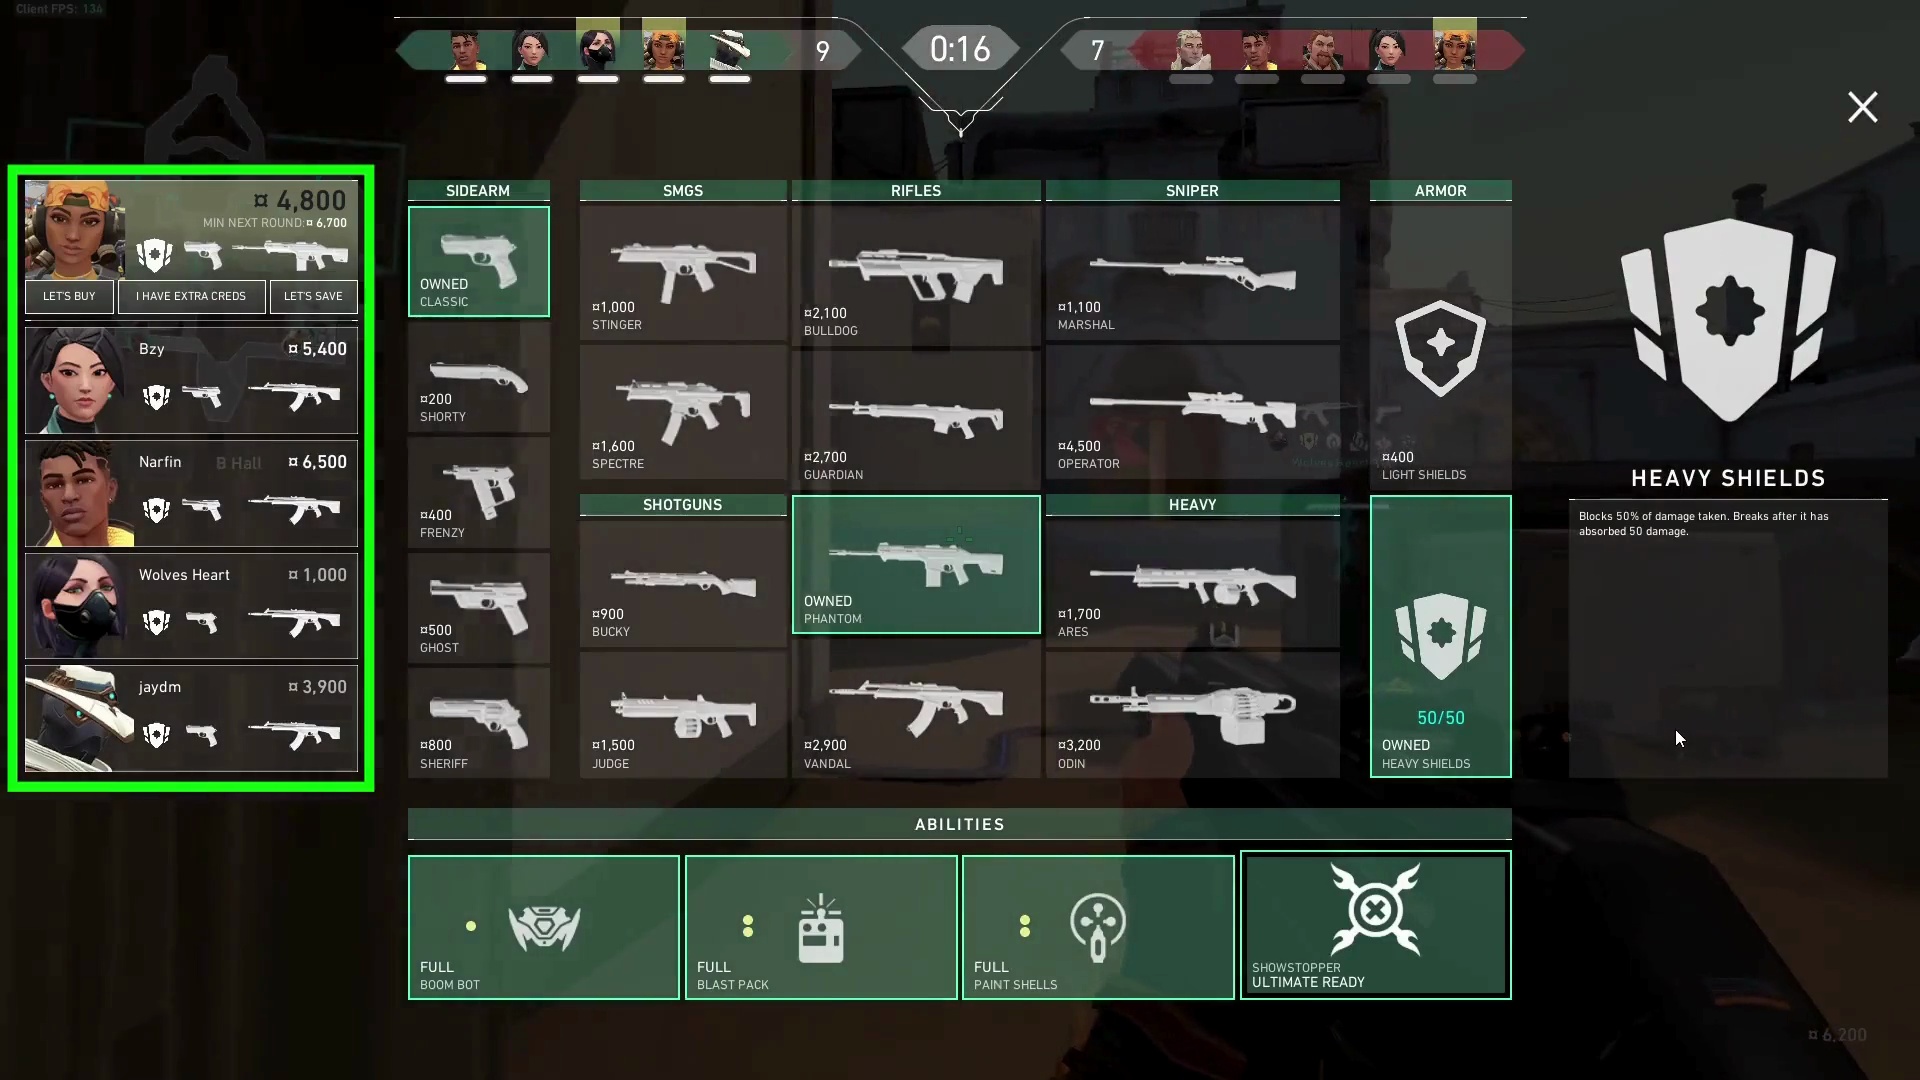 Client FPS: 134
9
0:16
7
¤ 4,800
MIN NEXT ROUND: ¤ 6,700
LET'S BUY
I HAVE EXTRA CREDS
LET'S SAVE
Bzy
¤ 5,400
Narfin
B Hall
¤ 6,500
Wolves Heart
¤ 1,000
jaydm
¤ 3,900
SIDEARM
OWNED
CLASSIC
¤200
SHORTY
¤400
FRENZY
¤500
GHOST
¤800
SHERIFF
SMGS
¤1,000
STINGER
¤1,600
SPECTRE
SHOTGUNS
¤900
BUCKY
¤1,500
JUDGE
RIFLES
¤2,100
BULLDOG
¤2,700
GUARDIAN
OWNED
PHANTOM
¤2,900
VANDAL
SNIPER
¤1,100
MARSHAL
¤4,500
OPERATOR
HEAVY
¤1,700
ARES
¤3,200
ODIN
ARMOR
¤400
LIGHT SHIELDS
50/50
OWNED
HEAVY SHIELDS
HEAVY SHIELDS
Blocks 50% of damage taken. Breaks after it has
absorbed 50 damage.
ABILITIES
FULL
BOOM BOT
FULL
BLAST PACK
FULL
PAINT SHELLS
SHOWSTOPPER
ULTIMATE READY
¤ 6,200